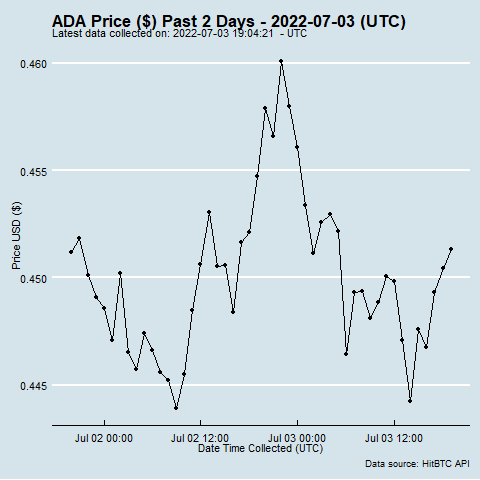 ADA Price ($) Past 2 Days - 2022-07-03 (UTC)
Latest data collected on: 2022-07-03 19:04:21 - UTC
0.460
0.455
0.450
0.445
Price USD ($)
Jul 02 00:00
Jul 02 12:00
Jul 03 00:00
Jul 03 12:00
Date Time Collected (UTC)
Data source: HitBTC API